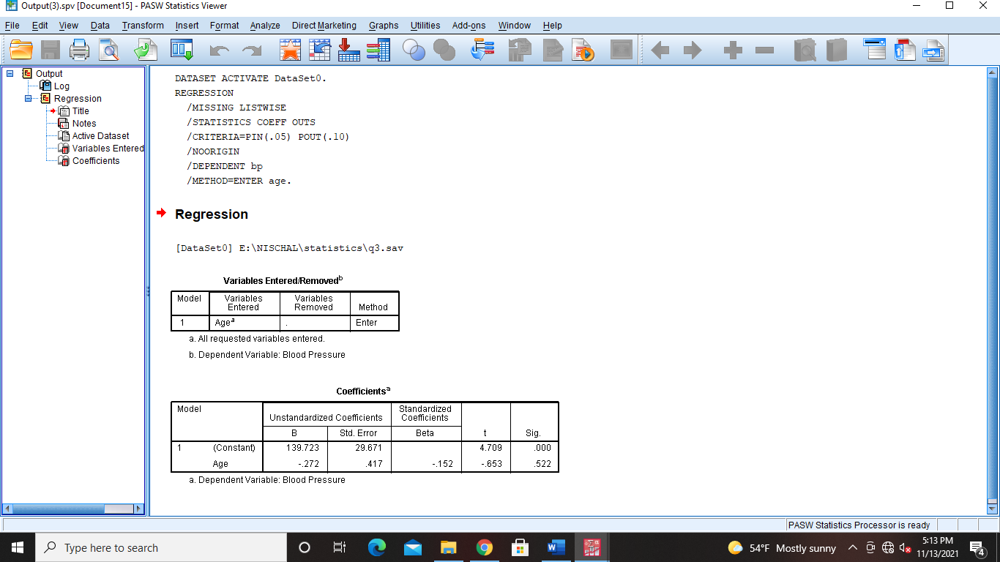 Output(3).spv [Document15] - PASW Statistics Viewer
File Edit View Data Transform Insert Format Analyze Direct Marketing Graphs Utilities Add-ons Window Help
Output
Log
Regression
Title
Notes
Active Dataset
Variables Entered
Coefficients
DATASET ACTIVATE DataSet0.
REGRESSION
/MISSING LISTWISE
/STATISTICS COEFF OUTS
/CRITERIA=PIN(.05) POUT(.10)
/NOORIGIN
/DEPENDENT bp
/METHOD=ENTER age.
Regression
[DataSet0] E:\NISCHAL\statistics\q3.sav
Variables Entered/Removedb
Model Variables Entered Variables Removed Method
1 Agea . Enter
a. All requested variables entered.
b. Dependent Variable: Blood Pressure
Coefficientsa
Model Unstandardized Coefficients Standardized Coefficients t Sig.
B Std. Error Beta
1 (Constant) 139.723 29.671 4.709 .000
Age -.272 .417 -.152 -.653 .522
a. Dependent Variable: Blood Pressure
PASW Statistics Processor is ready
Type here to search
54°F Mostly sunny
5:13 PM
11/13/2021
4